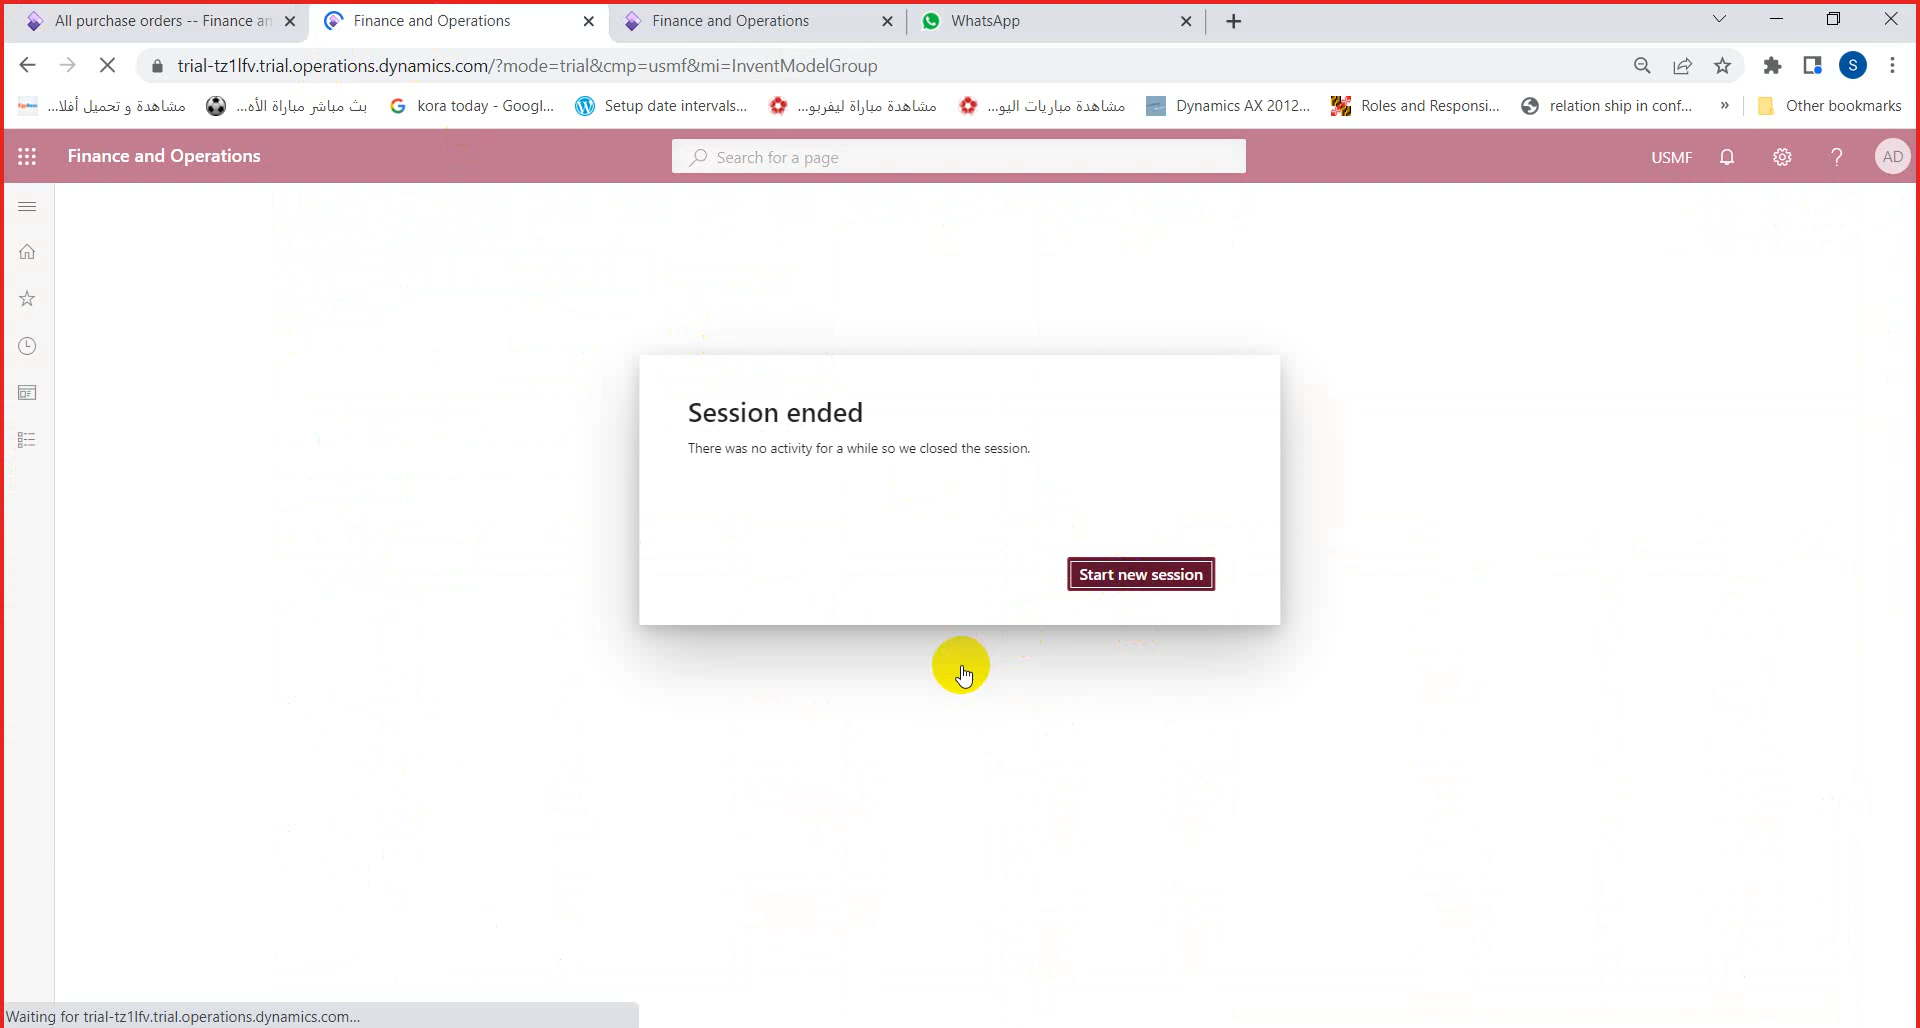 All purchase orders -- Finance an
Finance and Operations
Finance and Operations
WhatsApp
trial-tz1lfv.trial.operations.dynamics.com/?mode=trial&cmp=usmf&mi=InventModelGroup
S
مشاهدة و تحميل أفلا...
بث مباشر مباراة الأه...
kora today - Googl...
Setup date intervals...
مشاهدة مباراة ليفربو...
مشاهدة مباريات اليو...
Dynamics AX 2012...
Roles and Responsi...
relation ship in conf...
»
Other bookmarks
Finance and Operations
Search for a page
USMF
?
AD
Session ended
There was no activity for a while so we closed the session.
Start new session
Waiting for trial-tz1lfv.trial.operations.dynamics.com...